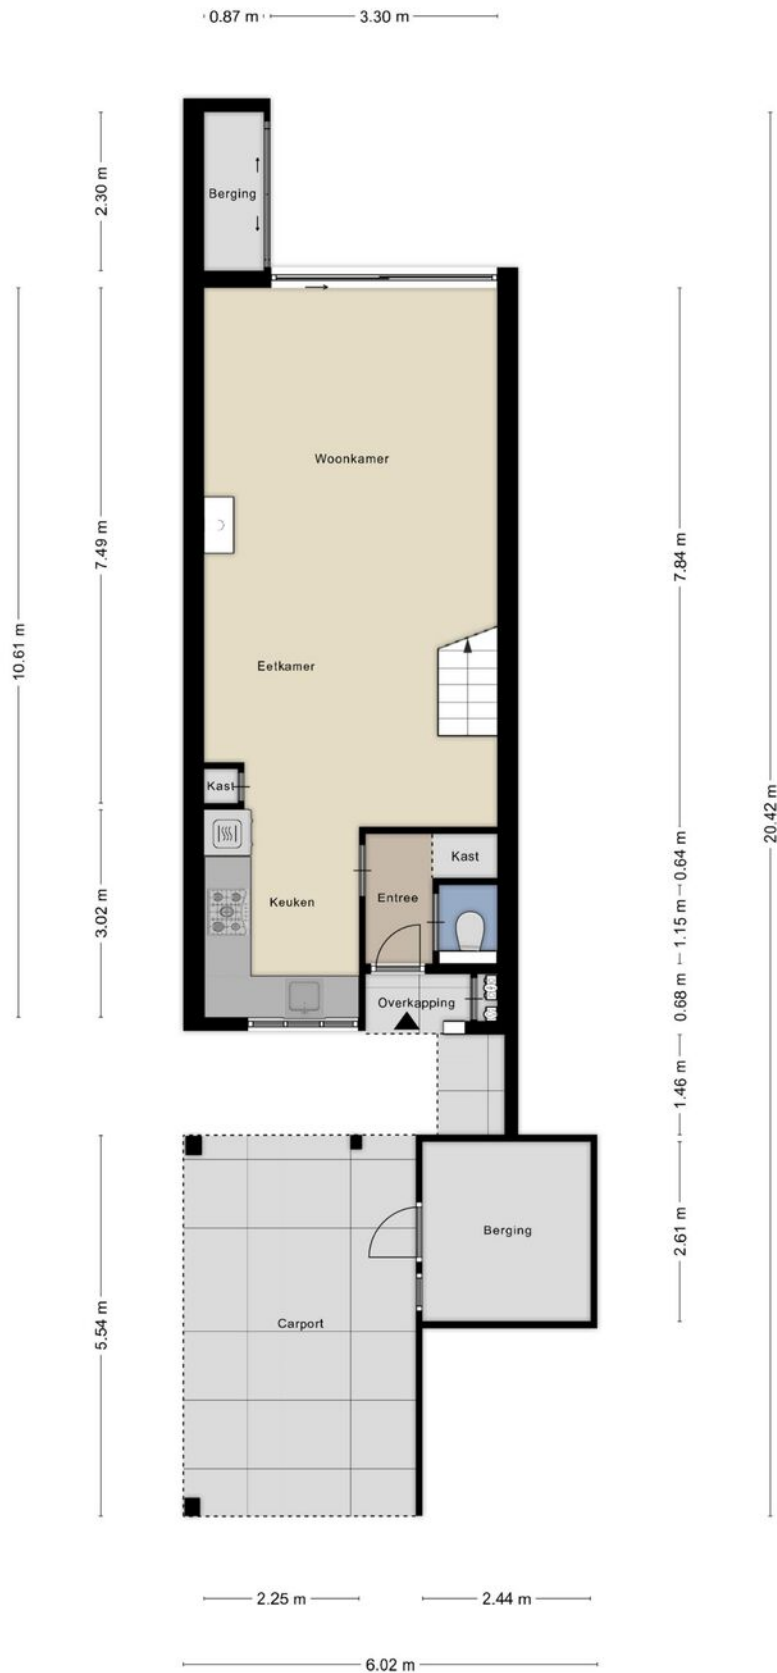 0.87 m
3.30 m
2.30 m
Berging
10.61 m
7.49 m
Woonkamer
7.84 m
20.42 m
Eetkamer
Kast
3.02 m
Kast
0.64 m
Keuken
Entree
1.15 m
Overkapping
0.68 m
1.46 m
Berging
2.61 m
5.54 m
Carport
2.25 m
2.44 m
6.02 m